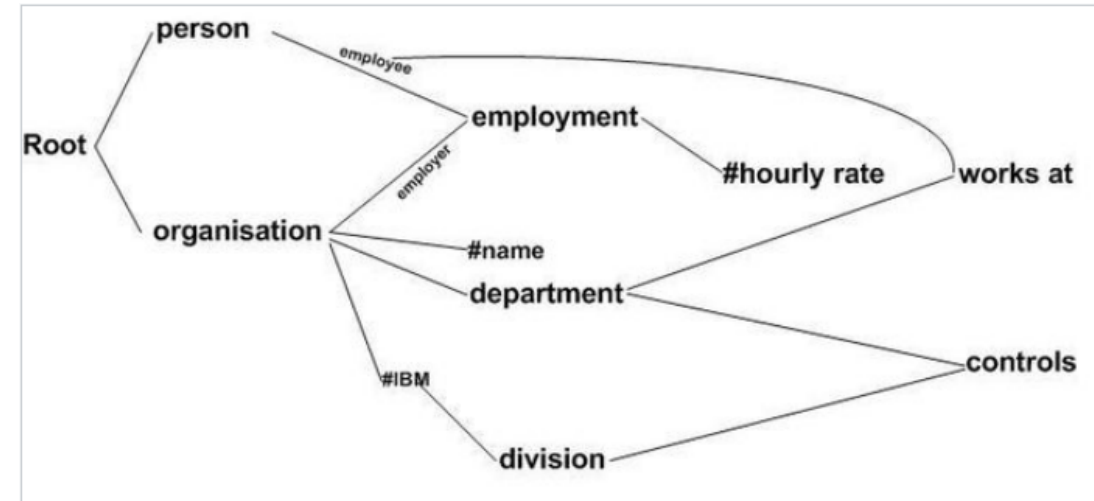 person
employee
employment
Root
#hourly rate
works at
employer
organisation
#name
department
controls
#IBM
division